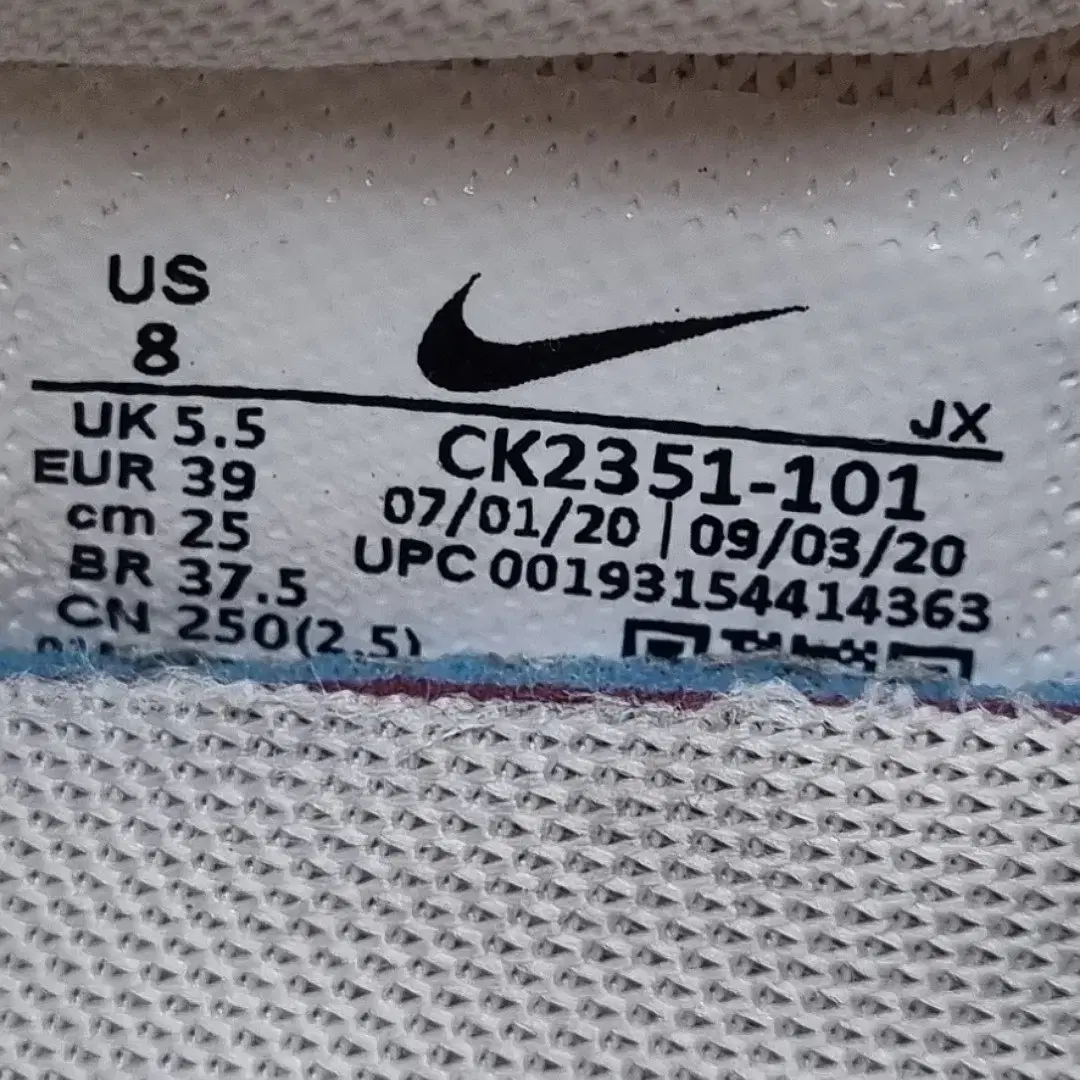 US
8
JX
UK 5.5
EUR 39
cm 25
BR 37.5
CN 250(2.5)
CK2351-101
07/01/20 | 09/03/20
UPC 00193154414363